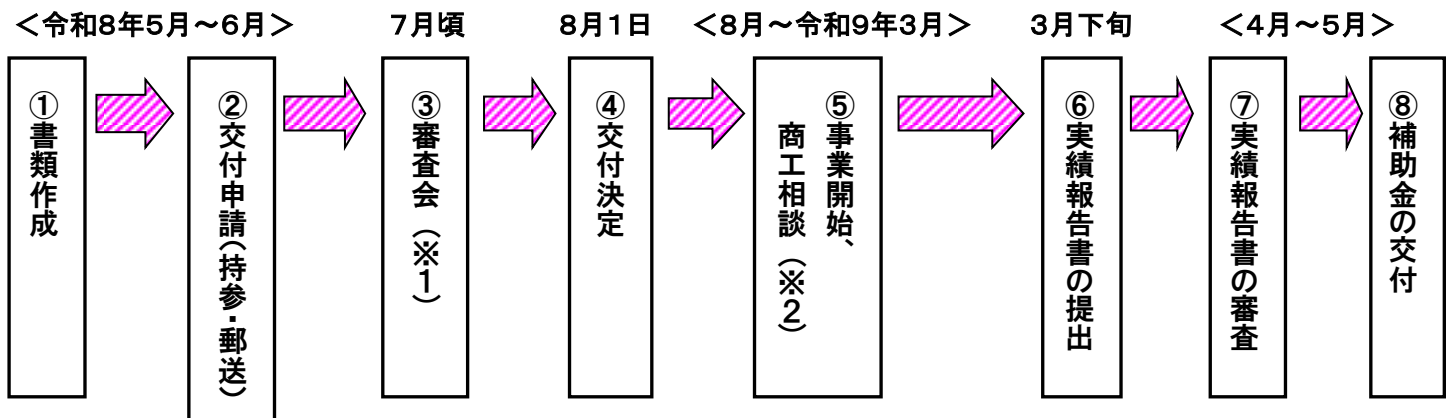 ＜令和８年５月～６月＞
７月頃
８月１日
＜８月～令和９年３月＞
３月下旬
＜４月～５月＞
①書類作成
②交付申請（持参・郵送）
③審査会（※１）
④交付決定
⑤事業開始、
商工相談（※２）
⑥実績報告書の提出
⑦実績報告書の審査
⑧補助金の交付